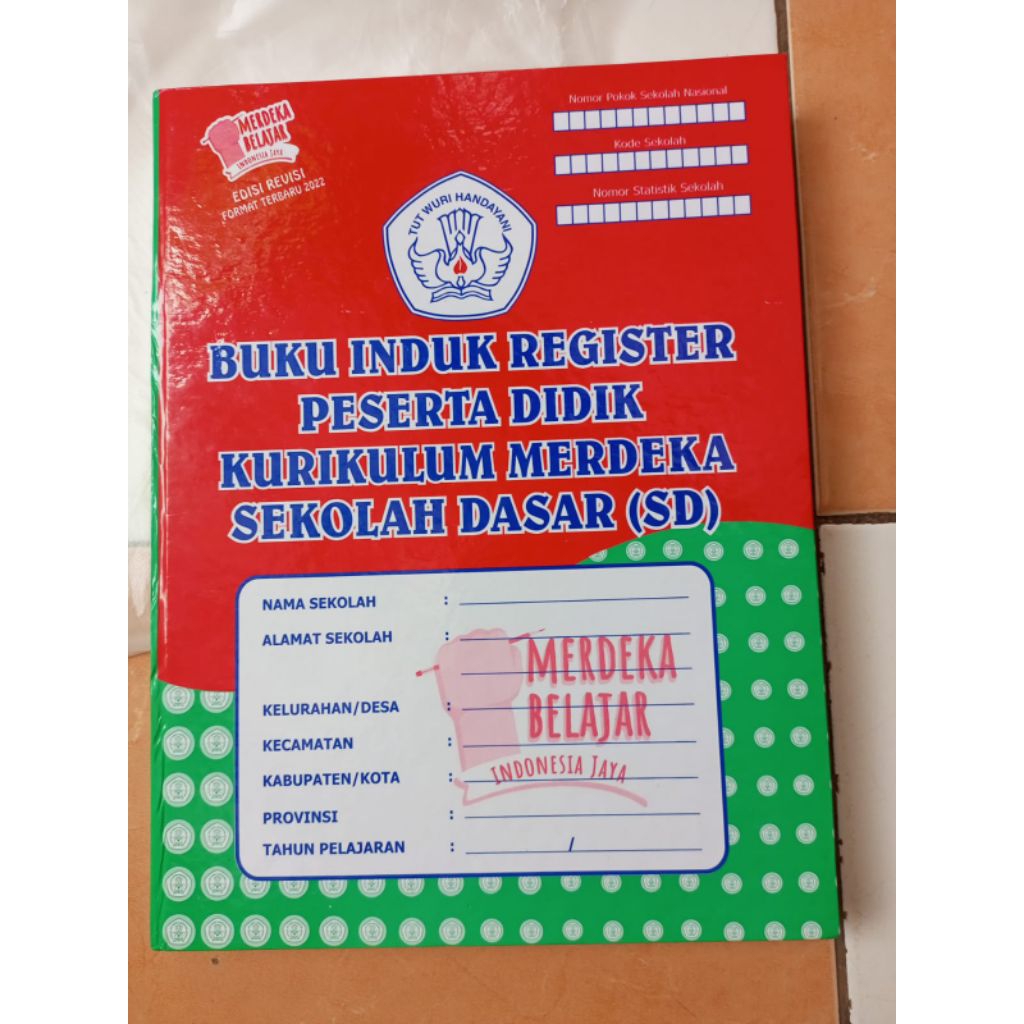 MERDEKA
BELAJAR
INDONESIA JAYA
EDISI REVISI
FORMAT TERBARU 2022
Nomor Pokok Sekolah Nasional
Kode Sekolah
Nomor Statistik Sekolah
TUT WURI HANDAYANI
BUKU INDUK REGISTER
PESERTA DIDIK
KURIKULUM MERDEKA
SEKOLAH DASAR (SD)
NAMA SEKOLAH :
ALAMAT SEKOLAH :
KELURAHAN/DESA :
KECAMATAN :
KABUPATEN/KOTA :
PROVINSI :
TAHUN PELAJARAN : /
MERDEKA
BELAJAR
INDONESIA JAYA